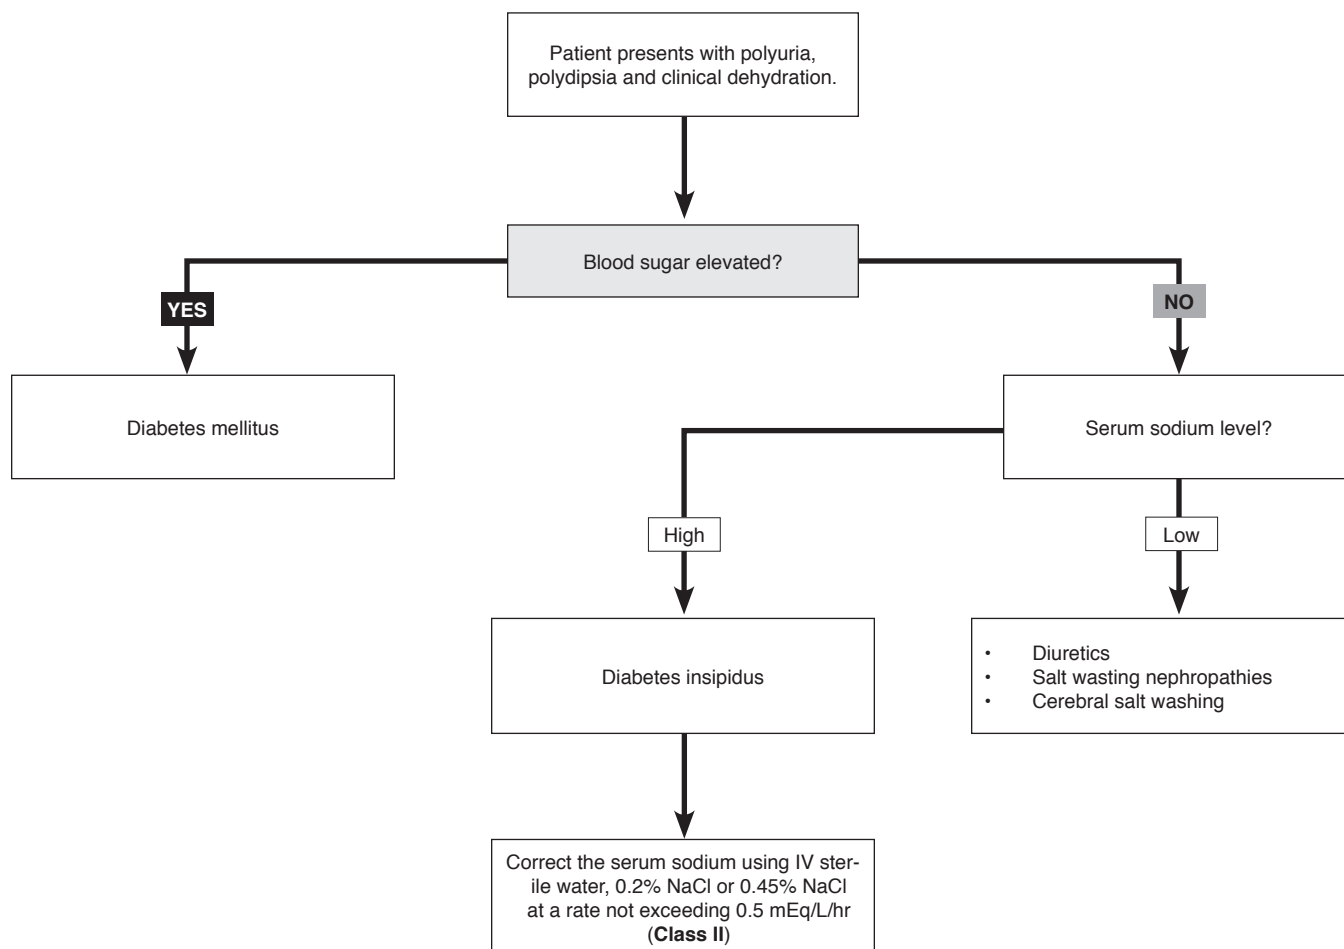 Patient presents with polyuria,
polydipsia and clinical dehydration.
Blood sugar elevated?
YES
NO
Diabetes mellitus
Serum sodium level?
High
Low
Diabetes insipidus
• Diuretics
• Salt wasting nephropathies
• Cerebral salt washing
Correct the serum sodium using IV ster-
ile water, 0.2% NaCl or 0.45% NaCl
at a rate not exceeding 0.5 mEq/L/hr
(Class II)